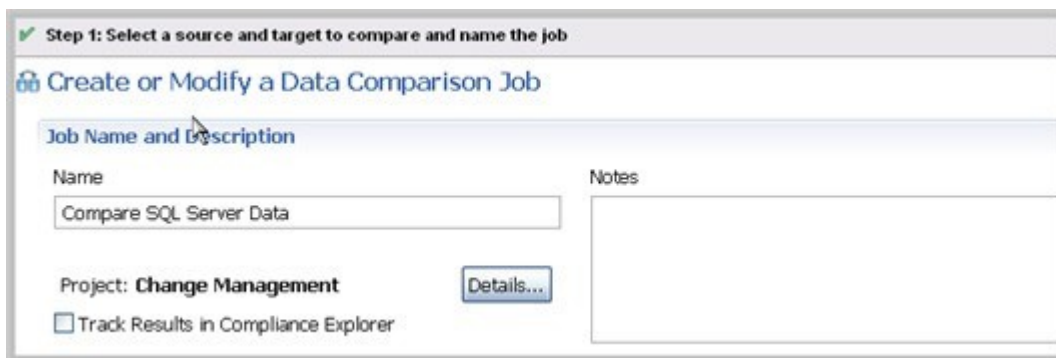 Step 1: Select a source and target to compare and name the job
Create or Modify a Data Comparison Job
Job Name and Description
Name
Notes
Compare SQL Server Data
Project: Change Management
Details...
Track Results in Compliance Explorer